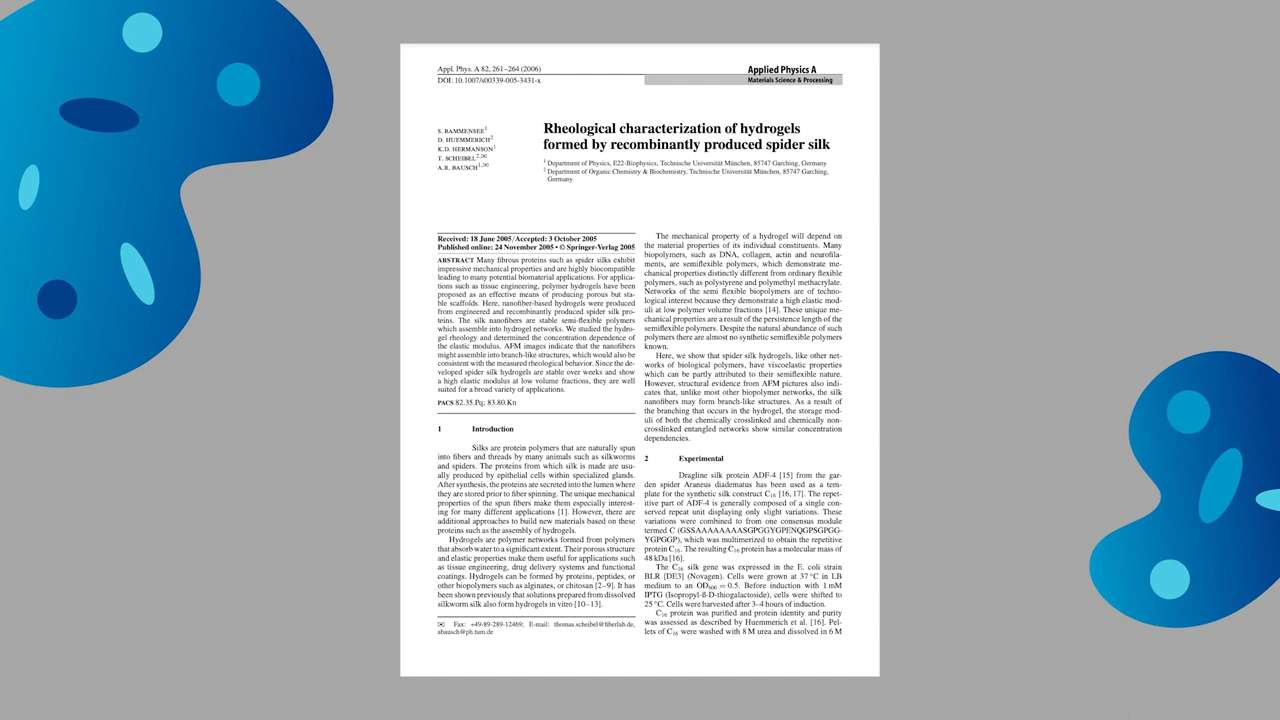 Appl. Phys. A 82, 261–264 (2006)
DOI: 10.1007/s00339-005-3431-x
Applied Physics A
Materials Science & Processing
S. RAMMENSEE1
D. HUEMMERICH2
K.D. HERMANSON1
T. SCHEIBEL2,✉
A.R. BAUSCH1,✉
Rheological characterization of hydrogels
formed by recombinantly produced spider silk
1 Department of Physics, E22-Biophysics, Technische Universität München, 85747 Garching, Germany
2 Department of Organic Chemistry & Biochemistry, Technische Universität München, 85747 Garching,
Germany
Received: 18 June 2005/Accepted: 3 October 2005
Published online: 24 November 2005 • © Springer-Verlag 2005
ABSTRACT Many fibrous proteins such as spider silks exhibit
impressive mechanical properties and are highly biocompatible
leading to many potential biomaterial applications. For applica-
tions such as tissue engineering, polymer hydrogels have been
proposed as an effective means of producing porous but sta-
ble scaffolds. Here, nanofiber-based hydrogels were produced
from engineered and recombinantly produced spider silk pro-
teins. The silk nanofibers are stable semi-flexible polymers
which assemble into hydrogel networks. We studied the hydro-
gel rheology and determined the concentration dependence of
the elastic modulus. AFM images indicate that the nanofibers
might assemble into branch-like structures, which would also be
consistent with the measured rheological behavior. Since the de-
veloped spider silk hydrogels are stable over weeks and show
a high elastic modulus at low volume fractions, they are well
suited for a broad variety of applications.
PACS 82.35.Pq; 83.80.Kn
1 Introduction
Silks are protein polymers that are naturally spun
into fibers and threads by many animals such as silkworms
and spiders. The proteins from which silk is made are usu-
ally produced by epithelial cells within specialized glands.
After synthesis, the proteins are secreted into the lumen where
they are stored prior to fiber spinning. The unique mechanical
properties of the spun fibers make them especially interest-
ing for many different applications [1]. However, there are
additional approaches to build new materials based on these
proteins such as the assembly of hydrogels.
Hydrogels are polymer networks formed from polymers
that absorb water to a significant extent. Their porous structure
and elastic properties make them useful for applications such
as tissue engineering, drug delivery systems and functional
coatings. Hydrogels can be formed by proteins, peptides, or
other biopolymers such as alginates, or chitosan [2–9]. It has
been shown previously that solutions prepared from dissolved
silkworm silk also form hydrogels in vitro [10–13].
✉ Fax: +49-89-289-12469; E-mail: thomas.scheibel@fiberlab.de,
abausch@ph.tum.de
The mechanical property of a hydrogel will depend on
the material properties of its individual constituents. Many
biopolymers, such as DNA, collagen, actin and neurofila-
ments, are semiflexible polymers, which demonstrate me-
chanical properties distinctly different from ordinary flexible
polymers, such as polystyrene and polymethyl methacrylate.
Networks of the semi flexible biopolymers are of techno-
logical interest because they demonstrate a high elastic mod-
uli at low polymer volume fractions [14]. These unique me-
chanical properties are a result of the persistence length of the
semiflexible polymers. Despite the natural abundance of such
polymers there are almost no synthetic semiflexible polymers
known.
Here, we show that spider silk hydrogels, like other net-
works of biological polymers, have viscoelastic properties
which can be partly attributed to their semiflexible nature.
However, structural evidence from AFM pictures also indi-
cates that, unlike most other biopolymer networks, the silk
nanofibers may form branch-like structures. As a result of
the branching that occurs in the hydrogel, the storage mod-
uli of both the chemically crosslinked and chemically non-
crosslinked entangled networks show similar concentration
dependencies.
2 Experimental
Dragline silk protein ADF-4 [15] from the gar-
den spider Araneus diadematus has been used as a tem-
plate for the synthetic silk construct C16 [16, 17]. The repet-
itive part of ADF-4 is generally composed of a single con-
served repeat unit displaying only slight variations. These
variations were combined to from one consensus module
termed C (GSSAAAAAAAASGPGGYGPENQGPSGPGG-
YGPGGP), which was multimerized to obtain the repetitive
protein C16. The resulting C16 protein has a molecular mass of
48 kDa [16].
The C16 silk gene was expressed in the E. coli strain
BLR [DE3] (Novagen). Cells were grown at 37 °C in LB
medium to an OD600 = 0.5. Before induction with 1 mM
IPTG (Isopropyl-ß-D-thiogalactoside), cells were shifted to
25 °C. Cells were harvested after 3–4 hours of induction.
C16 protein was purified and protein identity and purity
was assessed as described by Huemmerich et al. [16]. Pel-
lets of C16 were washed with 8 M urea and dissolved in 6 M